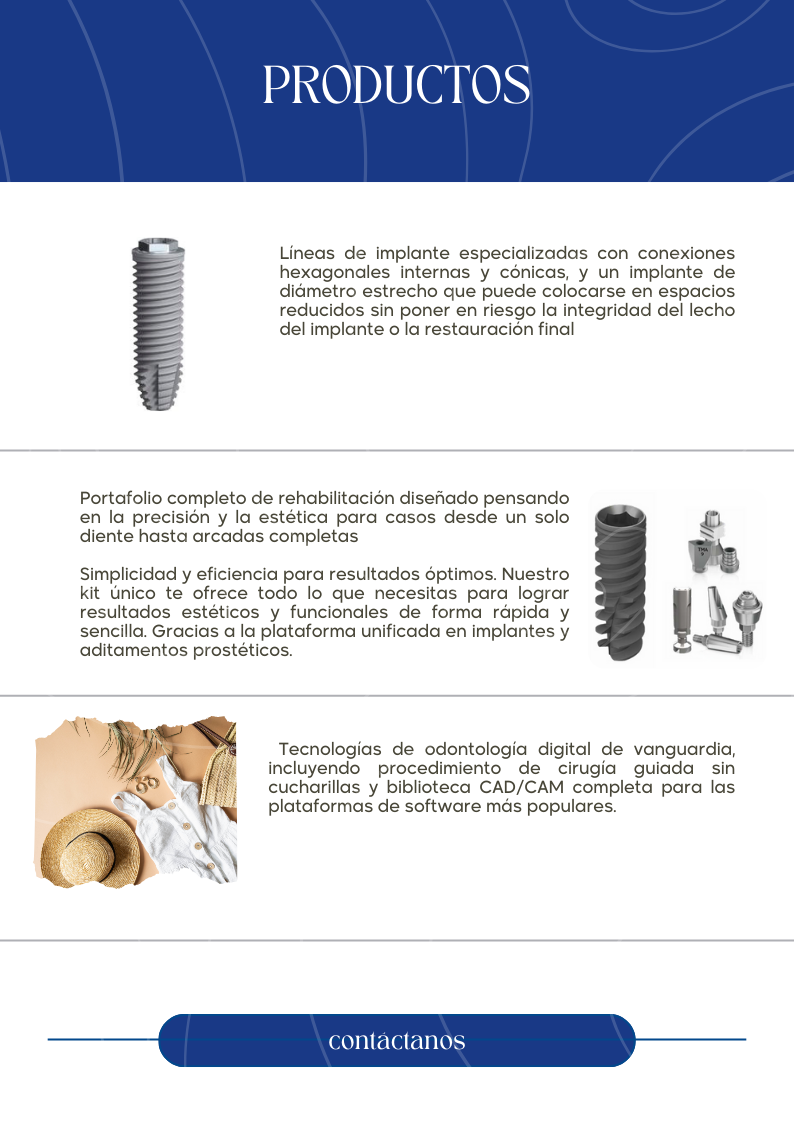 PRODUCTOS
Líneas de implante especializadas con conexiones
hexagonales internas y cónicas, y un implante de
diámetro estrecho que puede colocarse en espacios
reducidos sin poner en riesgo la integridad del lecho
del implante o la restauración final
Portafolio completo de rehabilitación diseñado pensando
en la precisión y la estética para casos desde un solo
diente hasta arcadas completas
Simplicidad y eficiencia para resultados óptimos. Nuestro
kit único te ofrece todo lo que necesitas para lograr
resultados estéticos y funcionales de forma rápida y
sencilla. Gracias a la plataforma unificada en implantes y
aditamentos prostéticos.
Tecnologías de odontología digital de vanguardia,
incluyendo procedimiento de cirugía guiada sin
cucharillas y biblioteca CAD/CAM completa para las
plataformas de software más populares.
contáctanos